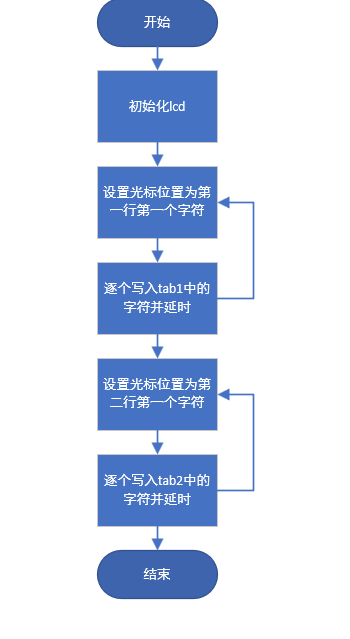 开始
初始化lcd
设置光标位置为第
一行第一个字符
逐个写入tab1中的
字符并延时
设置光标位置为第
二行第一个字符
逐个写入tab2中的
字符并延时
结束